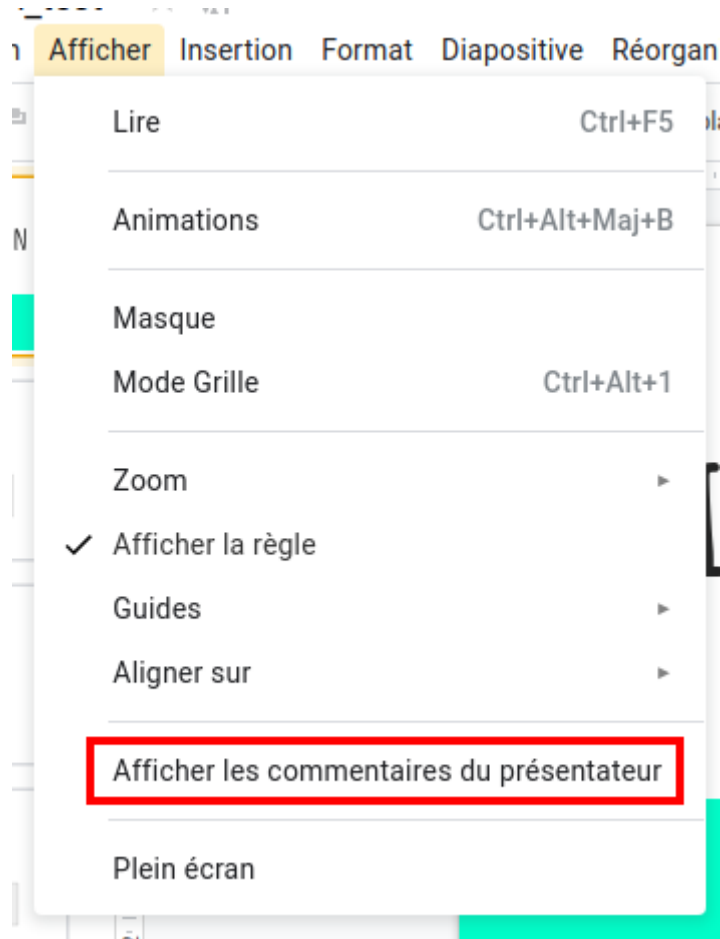 Afficher Insertion Format Diapositive Réorgan
Lire Ctrl+F5
Animations Ctrl+Alt+Maj+B
N
Masque
Mode Grille Ctrl+Alt+1
Zoom
Afficher la règle
Guides
Aligner sur
Afficher les commentaires du présentateur
Plein écran